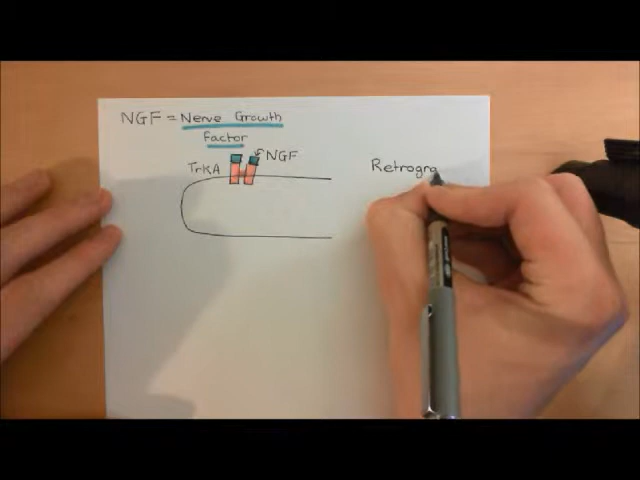 NGF = Nerve Growth
Factor
TrKA
NGF
Retrogra